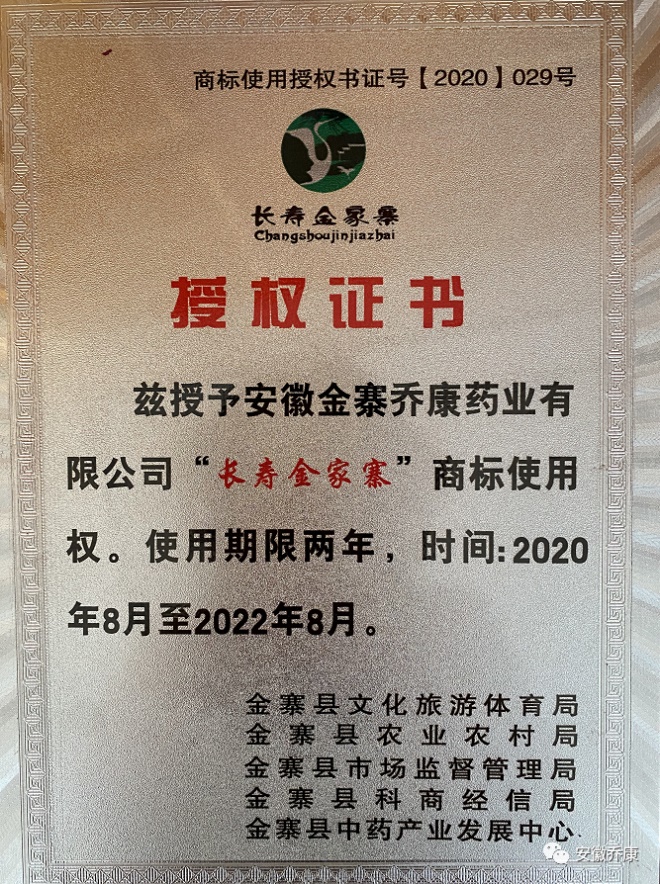 商标使用授权书证号【2020】029号
长寿金家寨
Changshoujinjiazhai
授权证书
兹授予安徽金寨乔康药业有
限公司“长寿金家寨”商标使用
权。使用期限两年，时间:2020
年8月至2022年8月。
金寨县文化旅游体育局
金寨县农业农村局
金寨县市场监督管理局
金寨县科商经信局
金寨县中药产业发展中心
安徽乔康